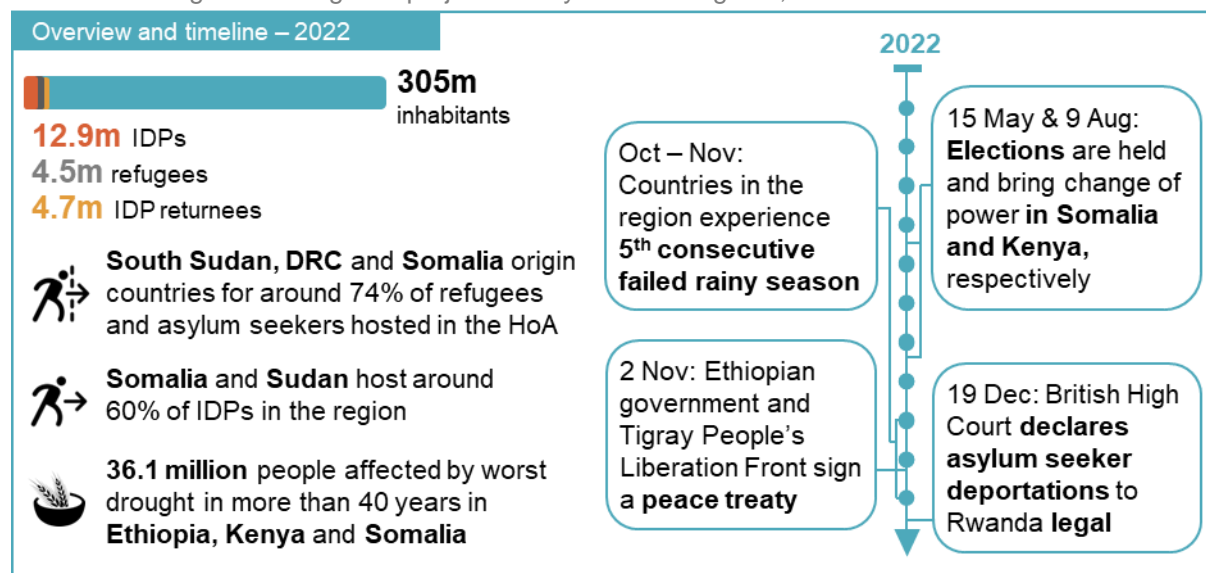 Overview and timeline – 2022
305m
inhabitants
12.9m IDPs
4.5m refugees
4.7m IDP returnees
South Sudan, DRC and Somalia origin
countries for around 74% of refugees
and asylum seekers hosted in the HoA
Somalia and Sudan host around
60% of IDPs in the region
36.1 million people affected by worst
drought in more than 40 years in
Ethiopia, Kenya and Somalia
2022
Oct – Nov:
Countries in the
region experience
5th consecutive
failed rainy season
15 May & 9 Aug:
Elections are held
and bring change of
power in Somalia
and Kenya,
respectively
2 Nov: Ethiopian
government and
Tigray People's
Liberation Front sign
a peace treaty
19 Dec: British High
Court declares
asylum seeker
deportations to
Rwanda legal